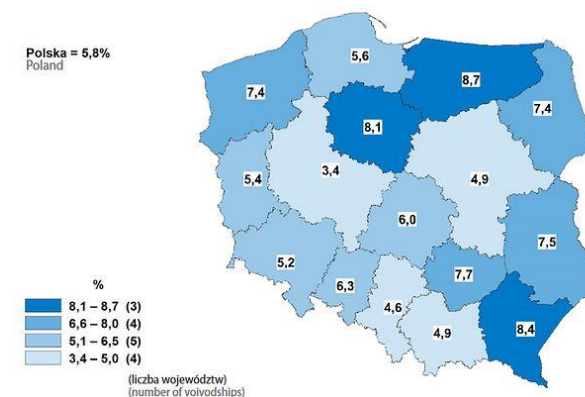 Polska = 5,8%
Poland
5,6
8,7
7,4
7,4
8,1
3,4
4,9
5,4
6,0
7,5
5,2
7,7
6,3
4,6
4,9
8,4
%
8,1 – 8,7 (3)
6,6 – 8,0 (4)
5,1 – 6,5 (5)
3,4 – 5,0 (4)
(liczba województw)
(number of voivodships)